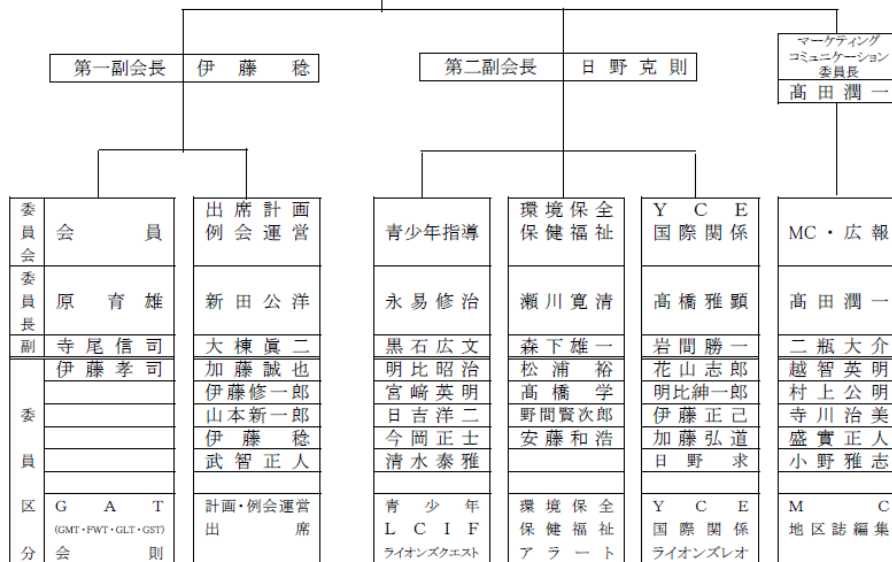 第一副会長 伊藤 稔 第二副会長 日野克則
マーケティング
コミュニケーション
委員長
髙田潤一
委員会 会員 出席計画 例会運営 青少年指導 環境保全 保健福祉 YCE 国際関係 MC・広報
委員長 原 育雄 新田公洋 永易修治 瀬川寛清 髙橋雅顕 髙田潤一
副 寺尾信司 大棟眞二 黒石広文 森下雄一 岩間勝一 二瓶大介
委員 伊藤孝司 加藤誠也 明比昭治 松浦 裕 花山志郎 越智英明
伊藤修一郎 宮﨑英明 髙橋 学 明比紳一郎 村上公明
山本新一郎 日吉洋二 野間賢次郎 伊藤正己 寺川治美
伊藤 稔 今岡正士 安藤和浩 加藤弘道 盛實正人
武智正人 清水泰雅 日野 求 小野雅志
区分 GAT 計画・例会運営 青少年 環境保全 YCE MC
(GMT・FWT・GLT・GST) 出席 LCIF 保健福祉 国際関係 地区誌編集
会則 ライオンズクエスト アラート ライオンズレオ